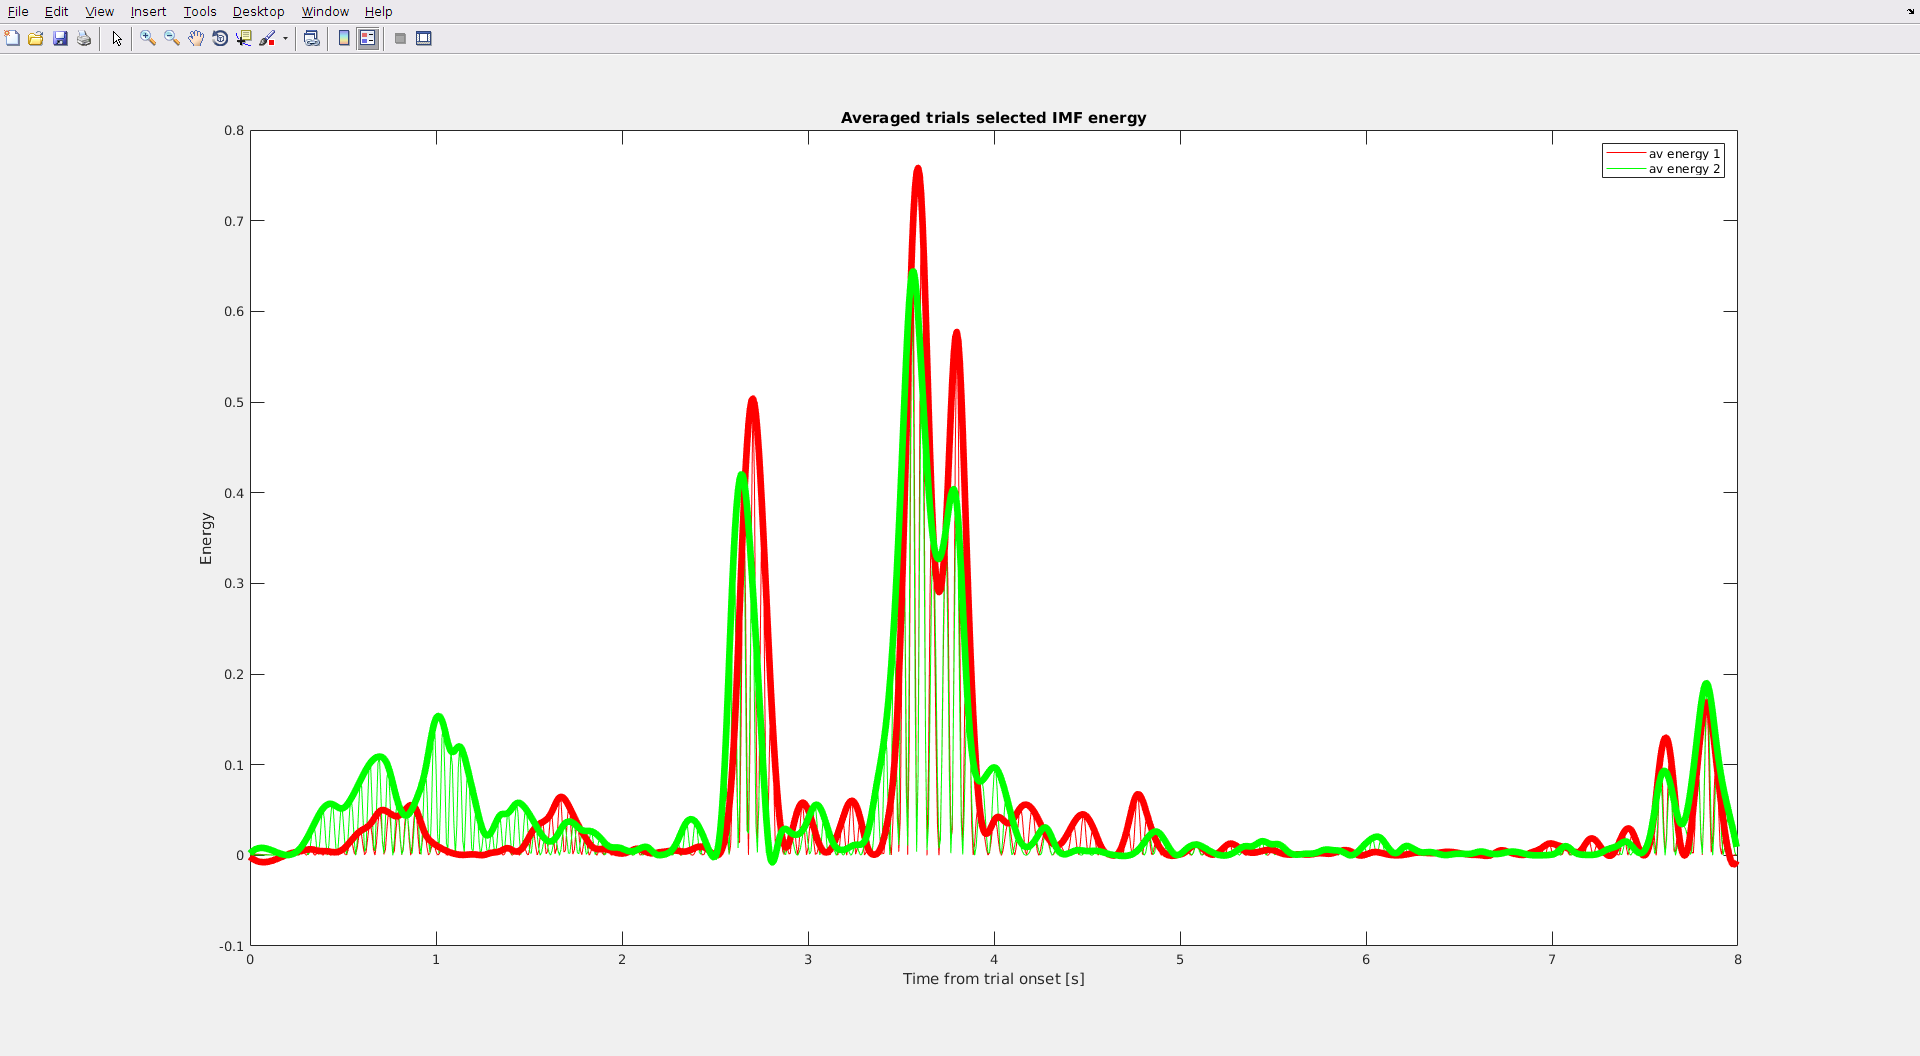 File Edit View Insert Tools Desktop Window Help
Averaged trials selected IMF energy
0.8
0.7
0.6
0.5
0.4
0.3
0.2
0.1
0
-0.1
Energy
av energy 1
av energy 2
0 1 2 3 4 5 6 7 8
Time from trial onset [s]